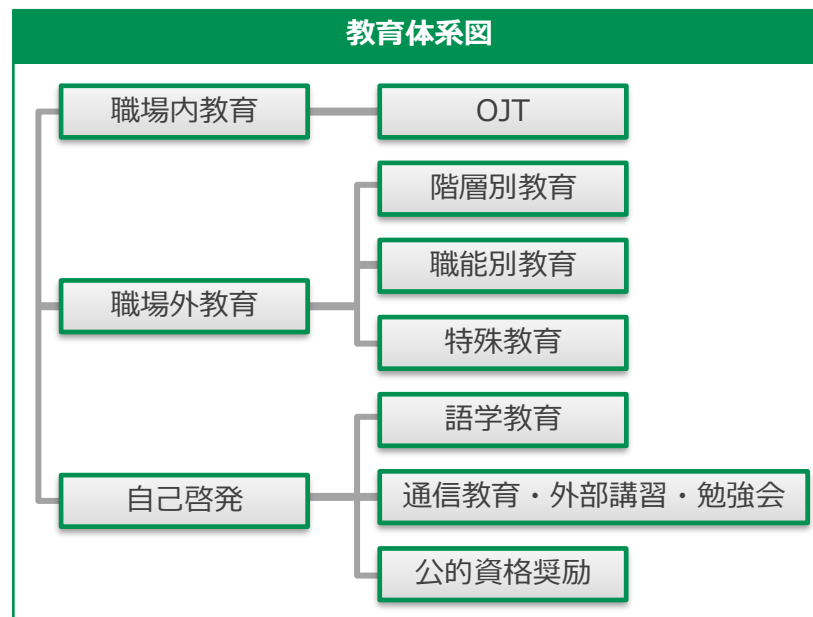 教育体系図
職場内教育
OJT
職場外教育
階層別教育
職能別教育
特殊教育
自己啓発
語学教育
通信教育・外部講習・勉強会
公的資格奨励